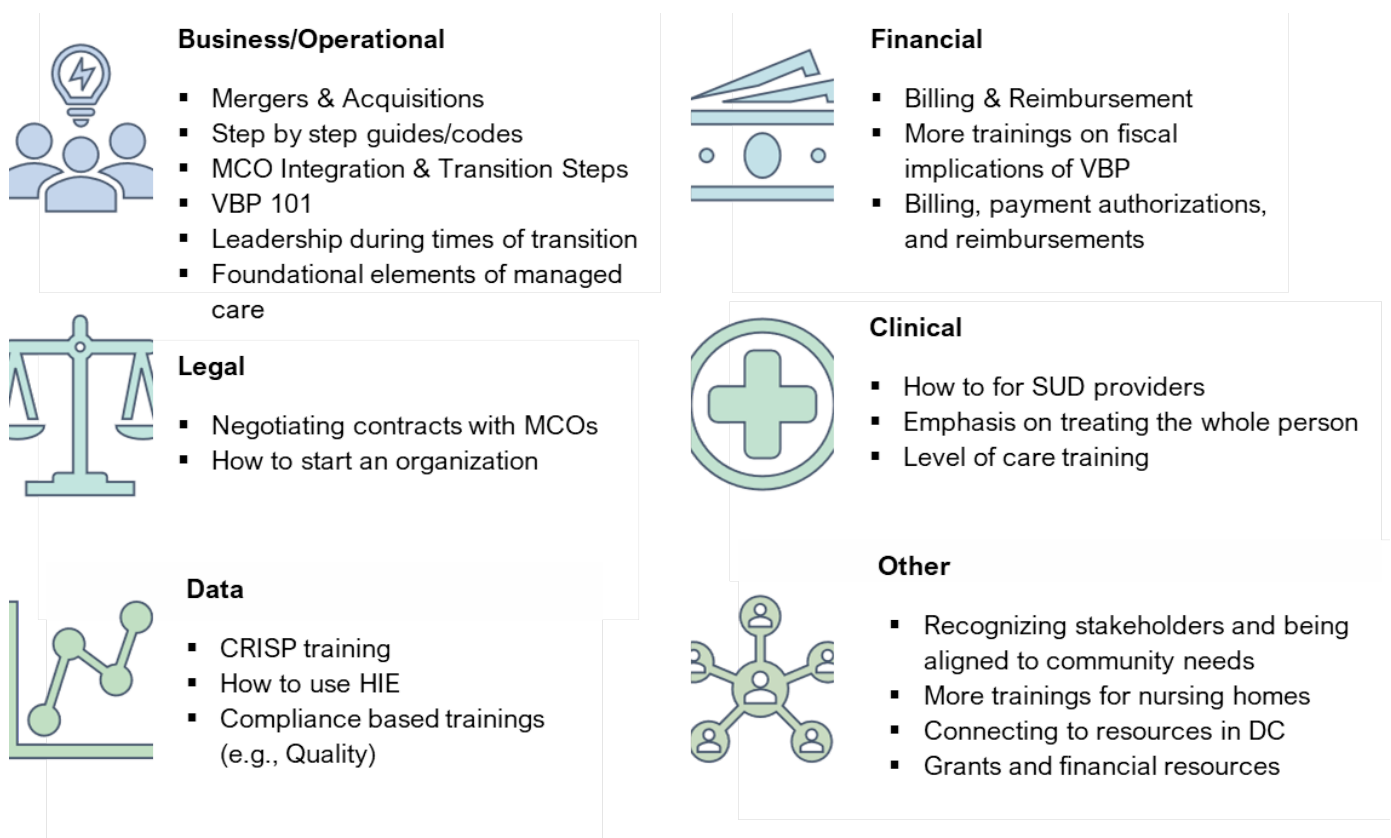 Business/Operational
▪ Mergers & Acquisitions
▪ Step by step guides/codes
▪ MCO Integration & Transition Steps
▪ VBP 101
▪ Leadership during times of transition
▪ Foundational elements of managed
care
Financial
▪ Billing & Reimbursement
▪ More trainings on fiscal
implications of VBP
▪ Billing, payment authorizations,
and reimbursements
Legal
▪ Negotiating contracts with MCOs
▪ How to start an organization
Clinical
▪ How to for SUD providers
▪ Emphasis on treating the whole person
▪ Level of care training
Data
▪ CRISP training
▪ How to use HIE
▪ Compliance based trainings
(e.g., Quality)
Other
▪ Recognizing stakeholders and being
aligned to community needs
▪ More trainings for nursing homes
▪ Connecting to resources in DC
▪ Grants and financial resources